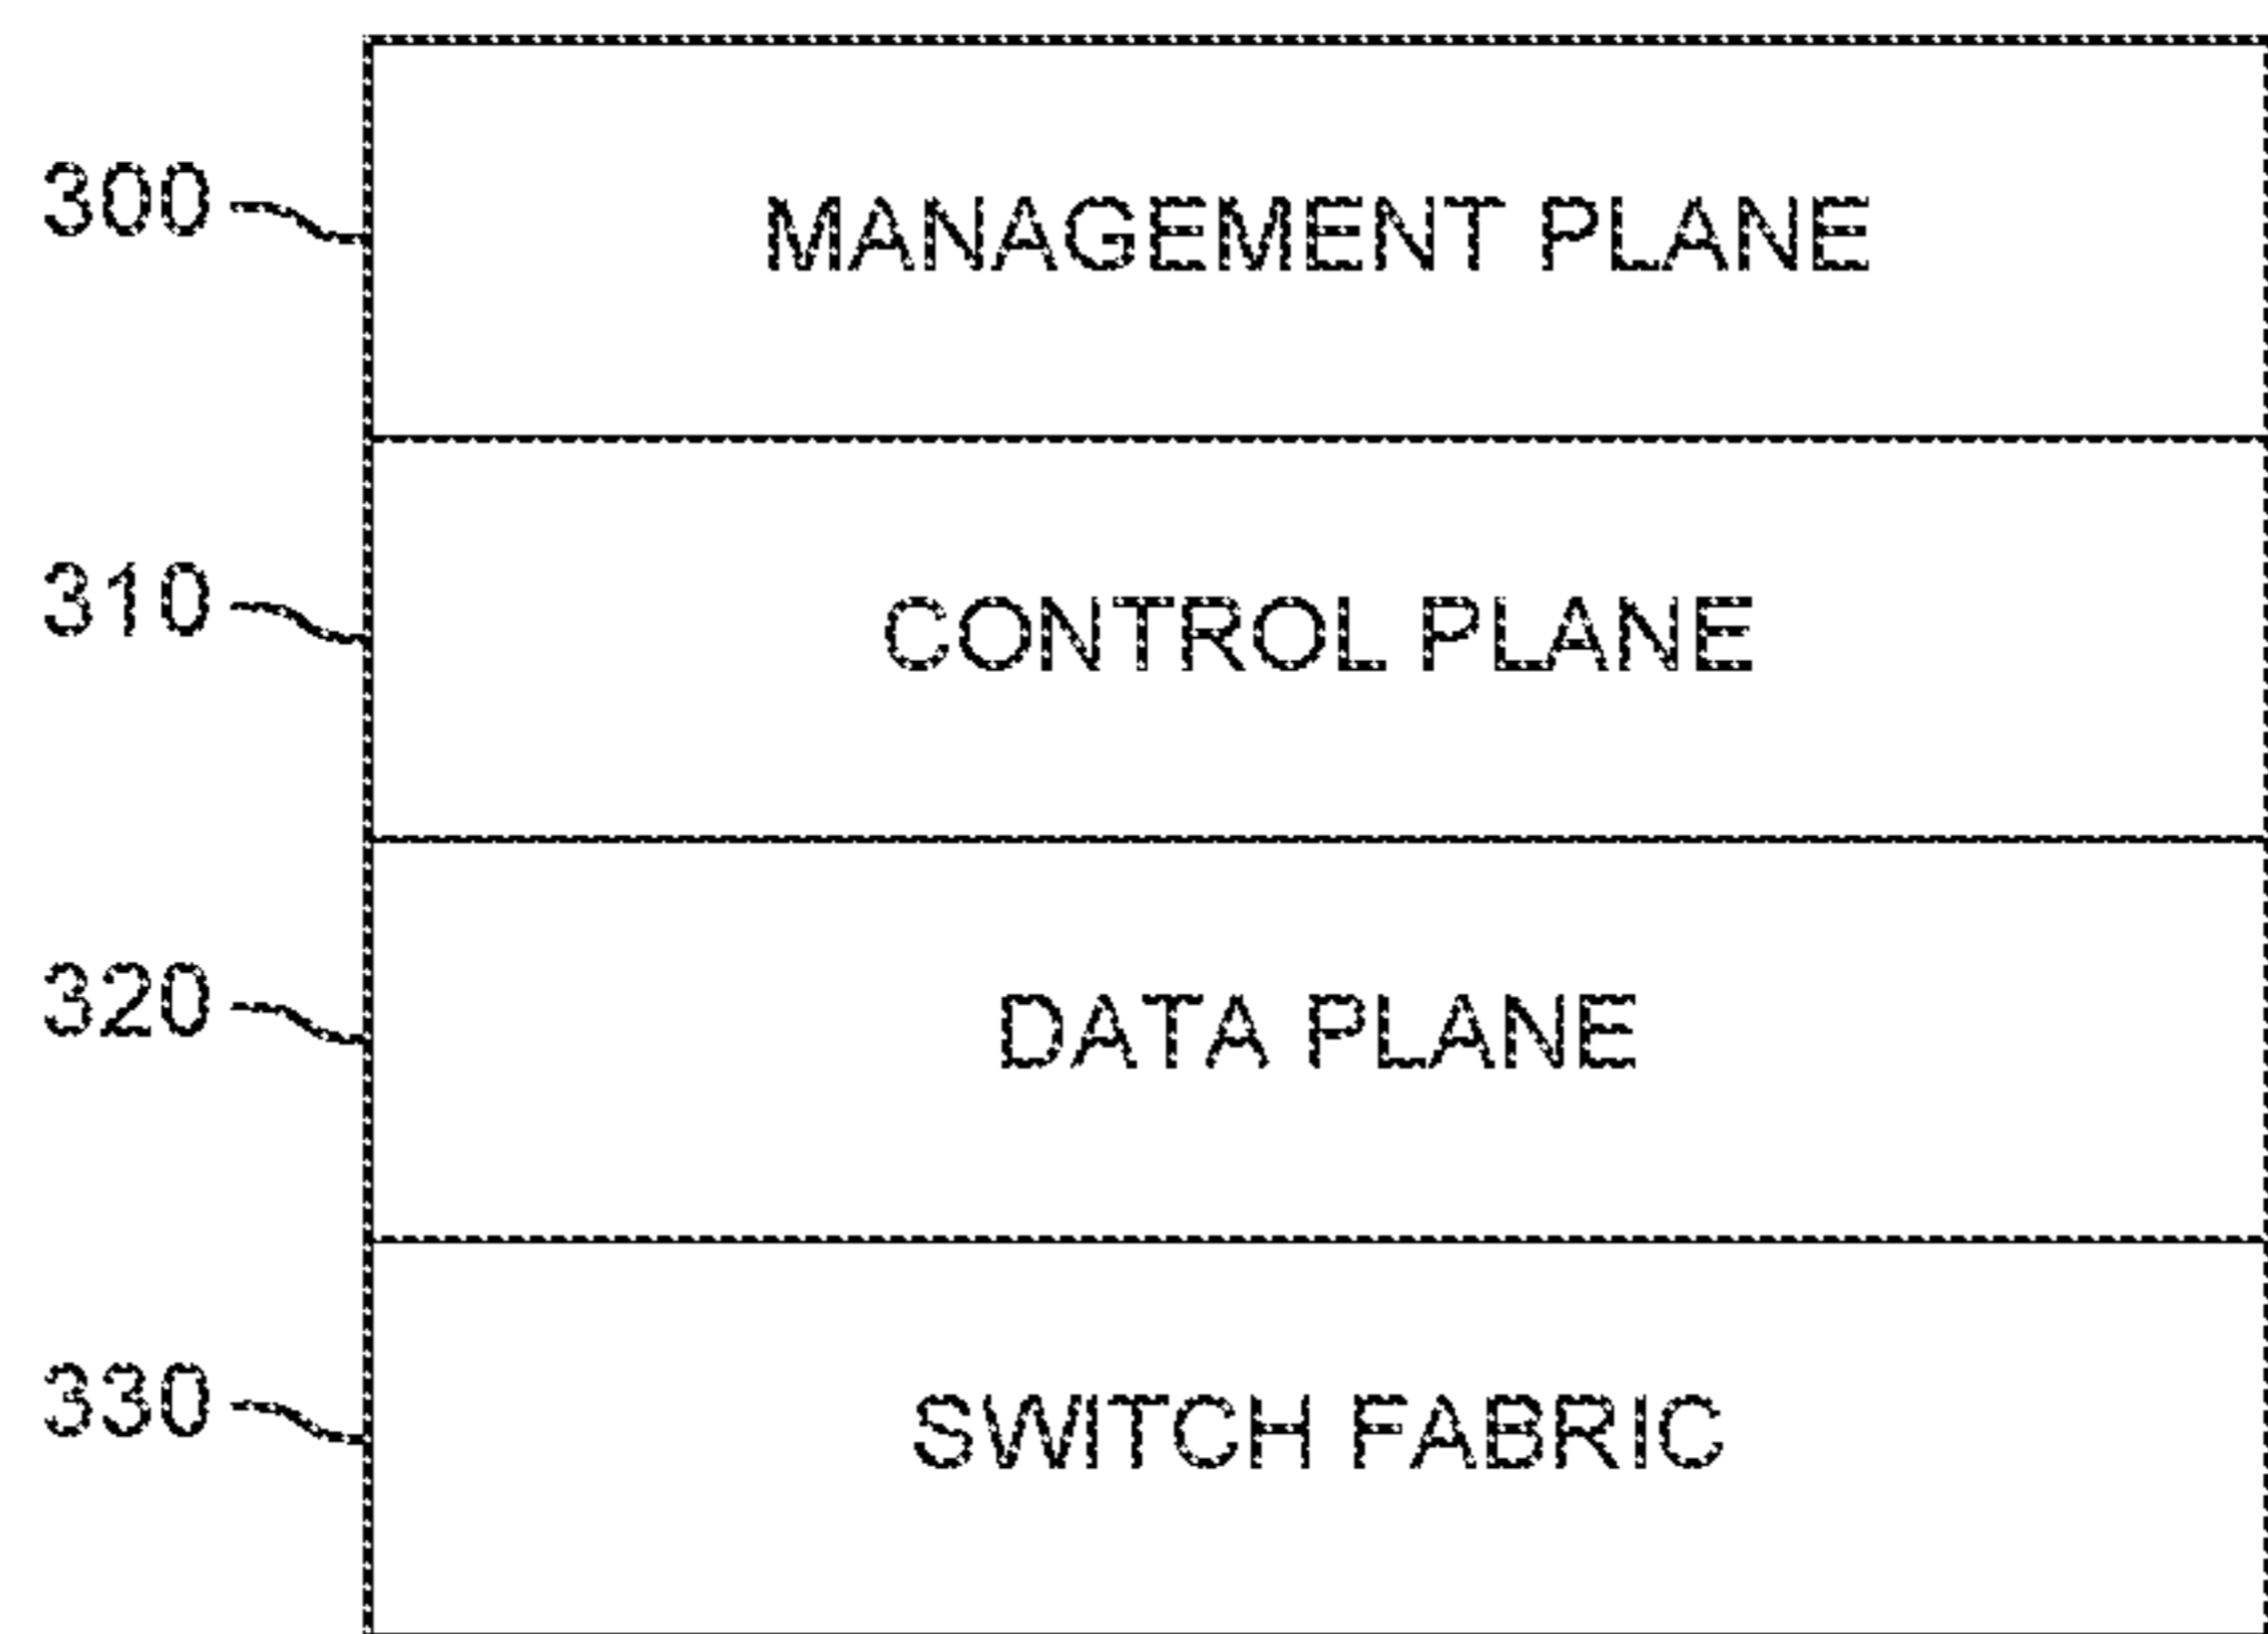 300 MANAGEMENT PLANE
310 CONTROL PLANE
320 DATA PLANE
330 SWITCH FABRIC